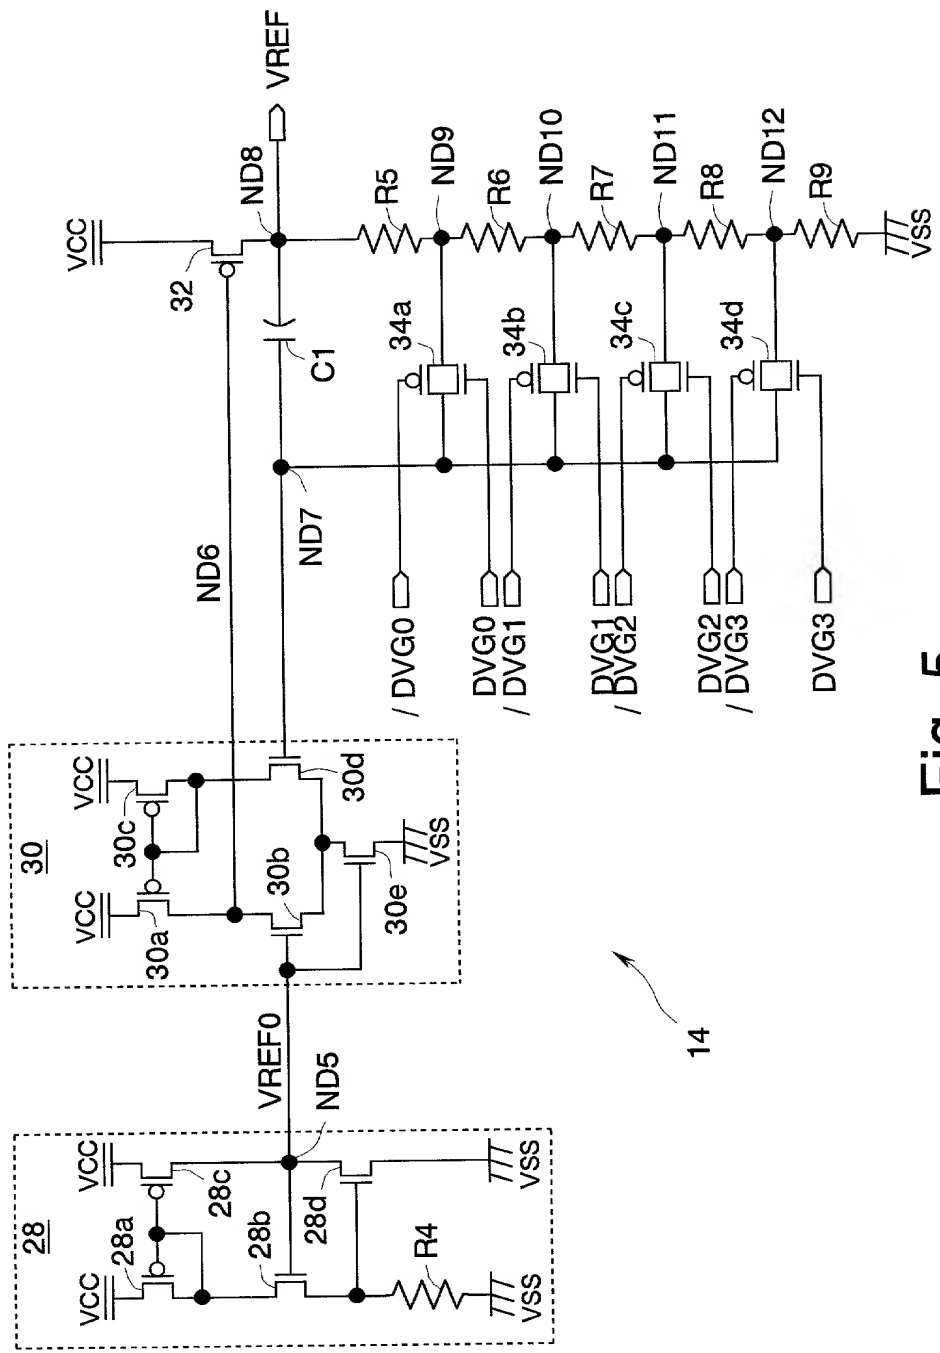 28
VCC
28a
VCC
28c
28b
28d
ND5
R4
VSS
VSS
VREF0
30
VCC
30a
VCC
30c
30b
30d
30e
VSS
ND6
ND7
VCC
32
ND8
VREF
C1
R5
ND9
R6
ND10
R7
ND11
R8
ND12
R9
VSS
34a
34b
34c
34d
/ DVG0
DVG0
/ DVG1
DVG1
/ DVG2
DVG2
/ DVG3
DVG3
14
Fig. 5